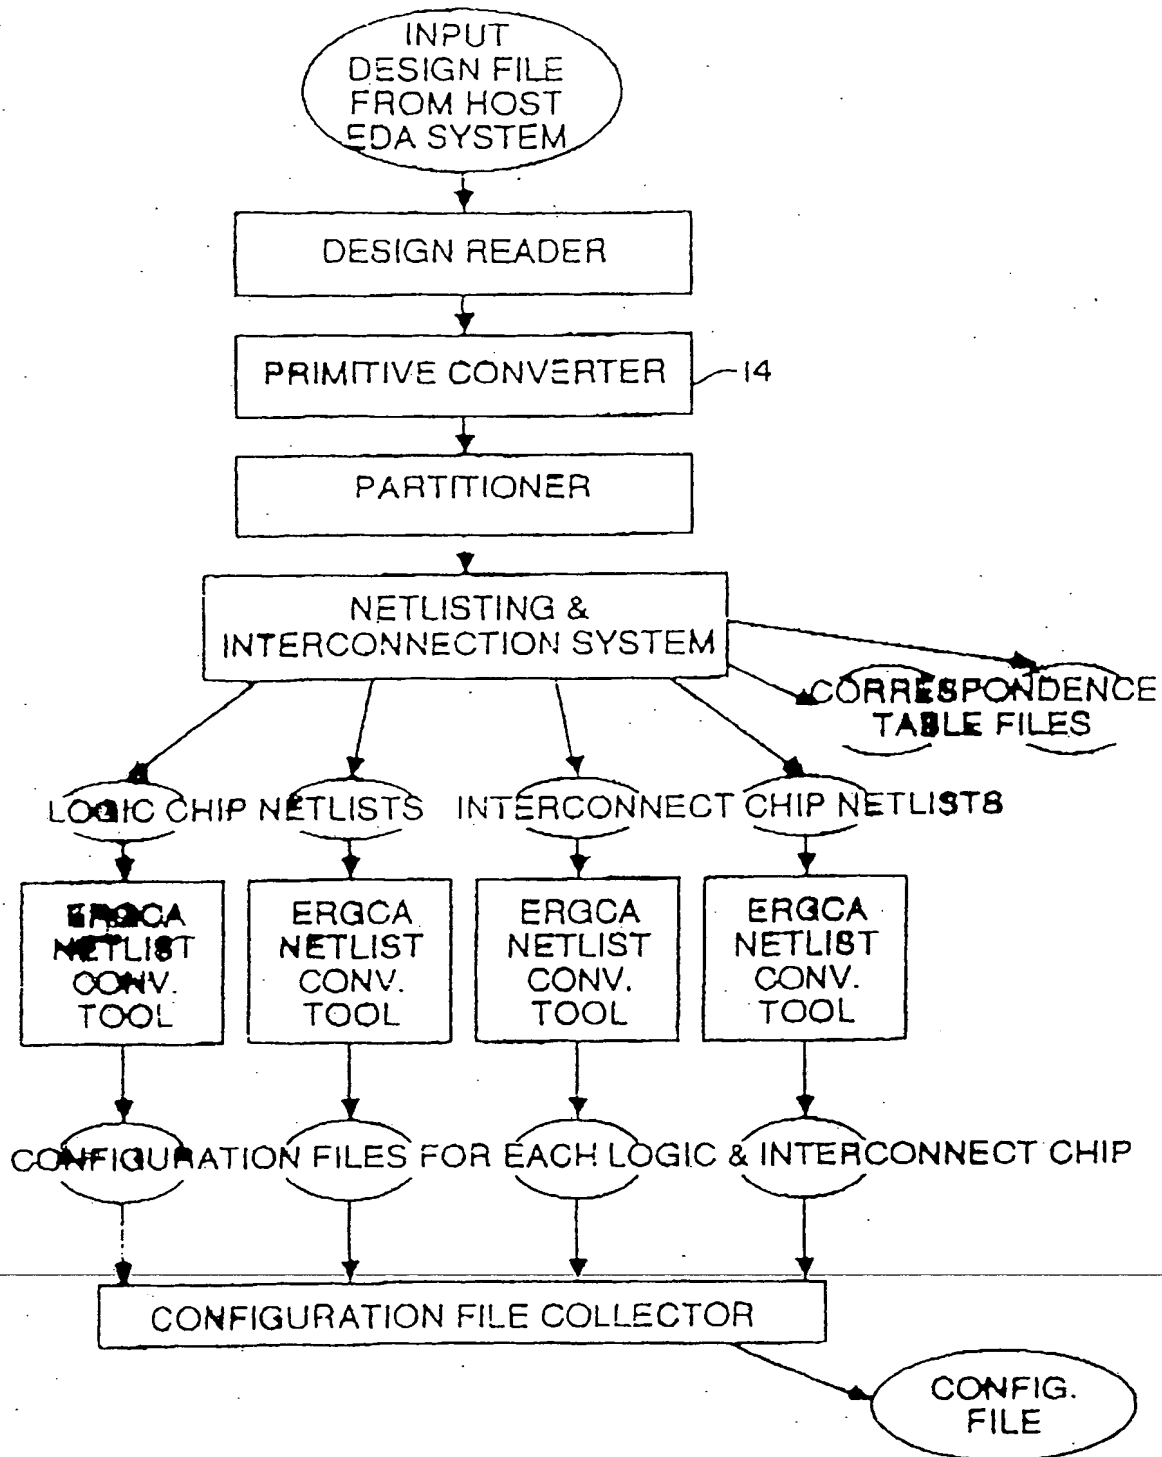 INPUT
DESIGN FILE
FROM HOST
EDA SYSTEM
DESIGN READER
PRIMITIVE CONVERTER
14
PARTITIONER
NETLISTING &
INTERCONNECTION SYSTEM
CORRESPONDENCE
TABLE FILES
LOGIC CHIP NETLISTS
INTERCONNECT CHIP NETLISTS
ERGCA
NETLIST
CONV.
TOOL
ERGCA
NETLIST
CONV.
TOOL
ERGCA
NETLIST
CONV.
TOOL
ERGCA
NETLIST
CONV.
TOOL
CONFIGURATION FILES FOR EACH LOGIC & INTERCONNECT CHIP
CONFIGURATION FILE COLLECTOR
CONFIG.
FILE